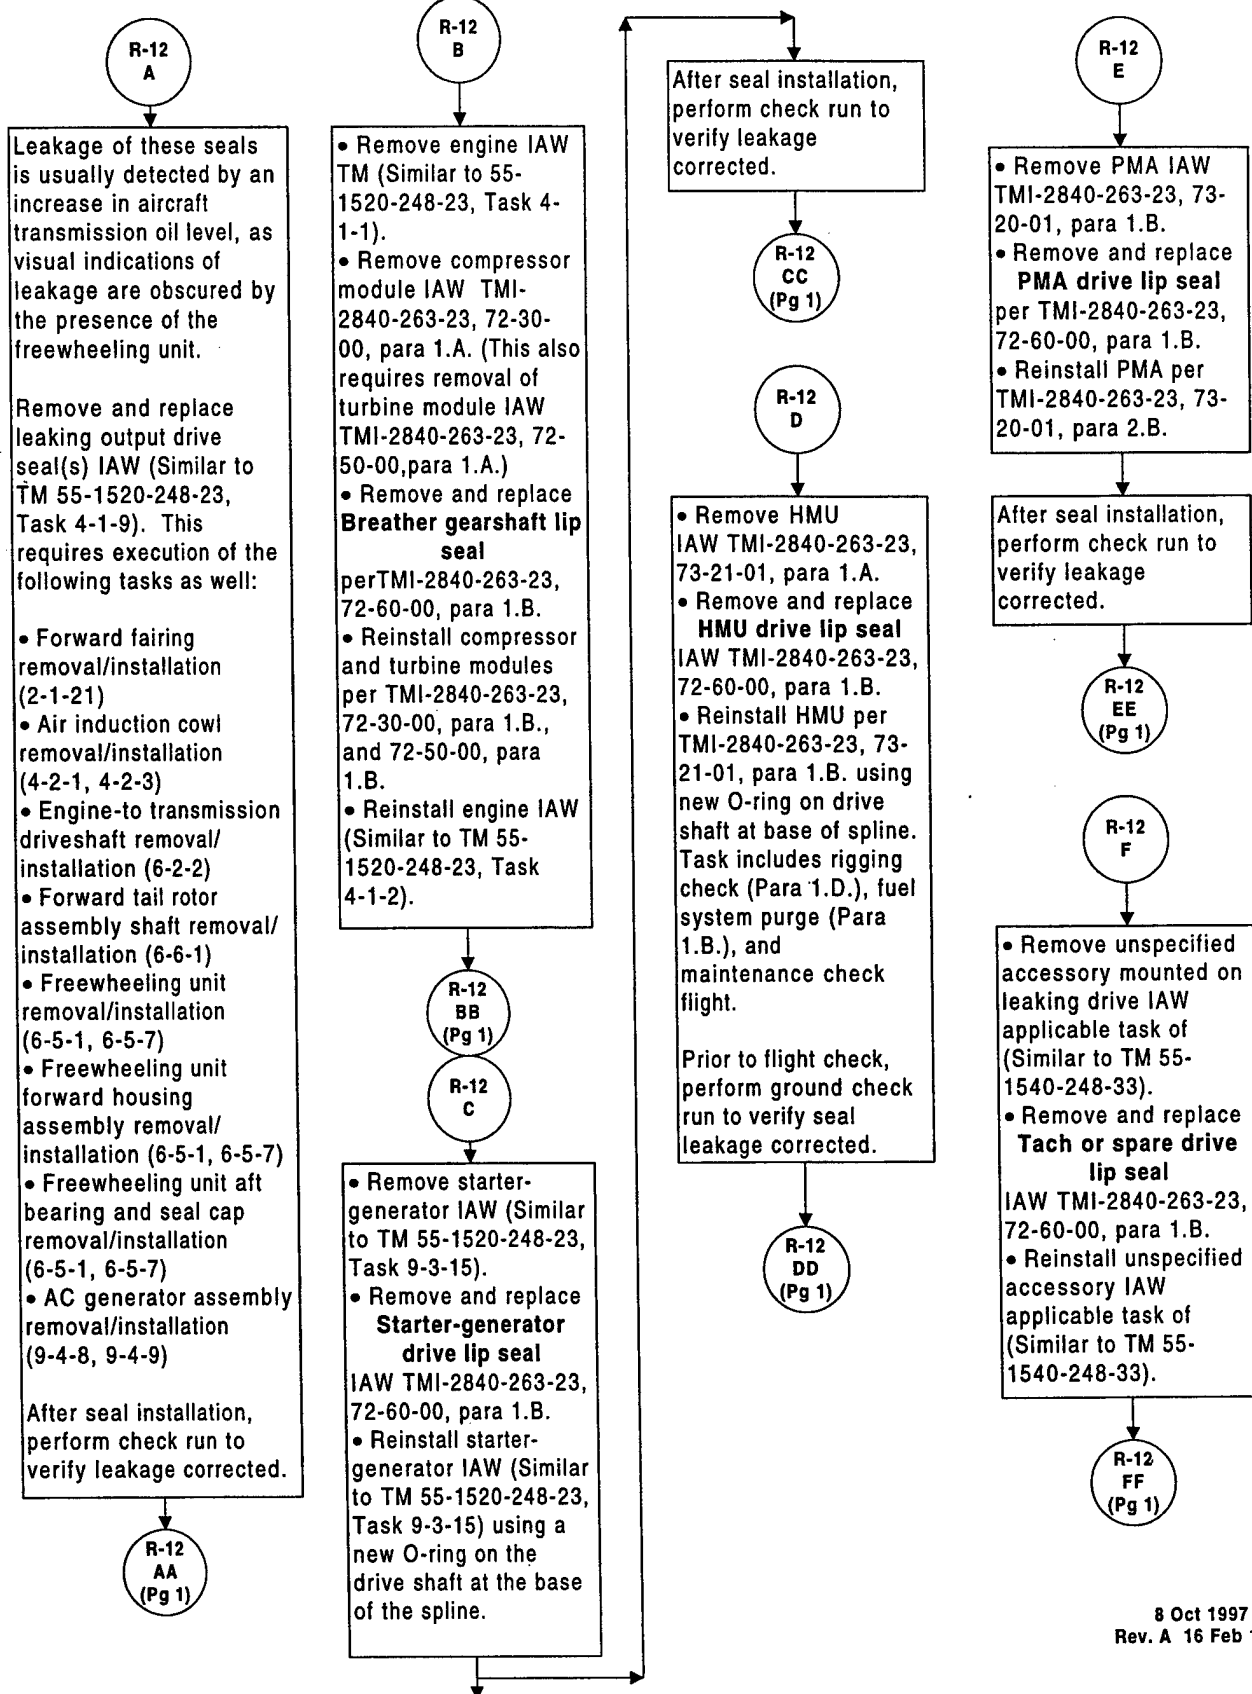 R-12
A
Leakage of these seals
is usually detected by an
increase in aircraft
transmission oil level, as
visual indications of
leakage are obscured by
the presence of the
freewheeling unit.
Remove and replace
leaking output drive
seal(s) IAW (Similar to
TM 55-1520-248-23,
Task 4-1-9). This
requires execution of the
following tasks as well:
• Forward fairing
removal/installation
(2-1-21)
• Air induction cowl
removal/installation
(4-2-1, 4-2-3)
• Engine-to transmission
driveshaft removal/
installation (6-2-2)
• Forward tail rotor
assembly shaft removal/
installation (6-6-1)
• Freewheeling unit
removal/installation
(6-5-1, 6-5-7)
• Freewheeling unit
forward housing
assembly removal/
installation (6-5-1, 6-5-7)
• Freewheeling unit aft
bearing and seal cap
removal/installation
(6-5-1, 6-5-7)
• AC generator assembly
removal/installation
(9-4-8, 9-4-9)
After seal installation,
perform check run to
verify leakage corrected.
R-12
AA
(Pg 1)
R-12
B
• Remove engine IAW
TM (Similar to 55-
1520-248-23, Task 4-
1-1).
• Remove compressor
module IAW TMI-
2840-263-23, 72-30-
00, para 1.A. (This also
requires removal of
turbine module IAW
TMI-2840-263-23, 72-
50-00,para 1.A.)
• Remove and replace
Breather gearshaft lip
seal
perTMI-2840-263-23,
72-60-00, para 1.B.
• Reinstall compressor
and turbine modules
per TMI-2840-263-23,
72-30-00, para 1.B.,
and 72-50-00, para
1.B.
• Reinstall engine IAW
(Similar to TM 55-
1520-248-23, Task
4-1-2).
R-12
BB
(Pg 1)
R-12
C
• Remove starter-
generator IAW (Similar
to TM 55-1520-248-23,
Task 9-3-15).
• Remove and replace
Starter-generator
drive lip seal
IAW TMI-2840-263-23,
72-60-00, para 1.B.
• Reinstall starter-
generator IAW (Similar
to TM 55-1520-248-23,
Task 9-3-15) using a
new O-ring on the
drive shaft at the base
of the spline.
After seal installation,
perform check run to
verify leakage
corrected.
R-12
CC
(Pg 1)
R-12
D
• Remove HMU
IAW TMI-2840-263-23,
73-21-01, para 1.A.
• Remove and replace
HMU drive lip seal
IAW TMI-2840-263-23,
72-60-00, para 1.B.
• Reinstall HMU per
TMI-2840-263-23, 73-
21-01, para 1.B. using
new O-ring on drive
shaft at base of spline.
Task includes rigging
check (Para 1.D.), fuel
system purge (Para
1.B.), and
maintenance check
flight.
Prior to flight check,
perform ground check
run to verify seal
leakage corrected.
R-12
DD
(Pg 1)
R-12
E
• Remove PMA IAW
TMI-2840-263-23, 73-
20-01, para 1.B.
• Remove and replace
PMA drive lip seal
per TMI-2840-263-23,
72-60-00, para 1.B.
• Reinstall PMA per
TMI-2840-263-23, 73-
20-01, para 2.B.
After seal installation,
perform check run to
verify leakage
corrected.
R-12
EE
(Pg 1)
R-12
F
• Remove unspecified
accessory mounted on
leaking drive IAW
applicable task of
(Similar to TM 55-
1540-248-33).
• Remove and replace
Tach or spare drive
lip seal
IAW TMI-2840-263-23,
72-60-00, para 1.B.
• Reinstall unspecified
accessory IAW
applicable task of
(Similar to TM 55-
1540-248-33).
R-12
FF
(Pg 1)
8 Oct 1997
Rev. A 16 Feb